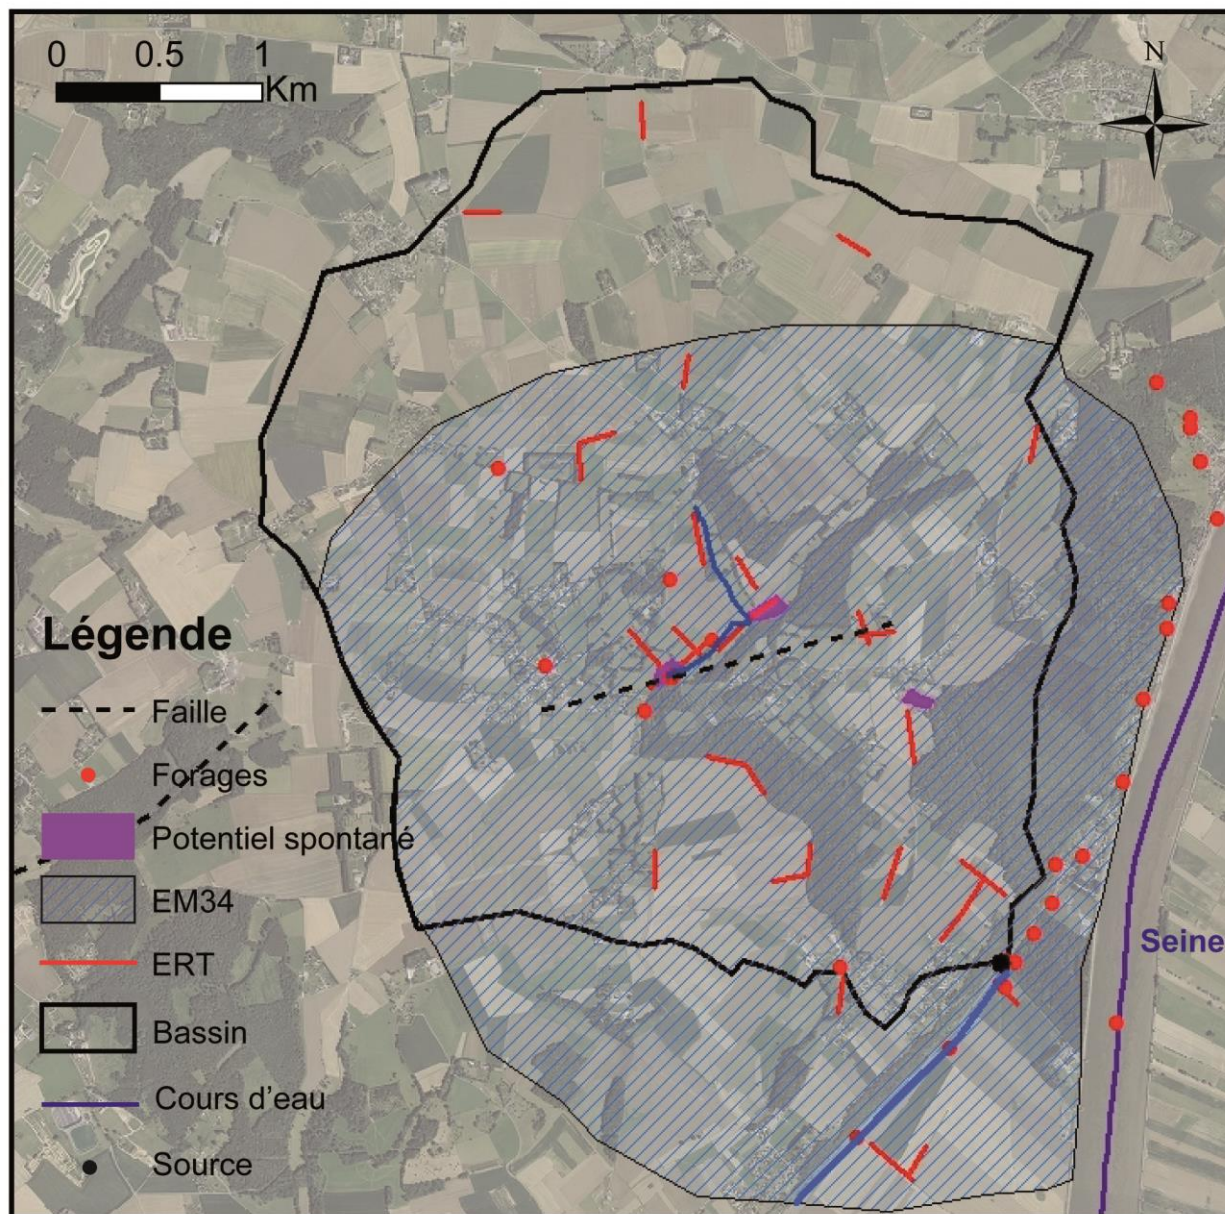 0 0.5 1
Km
N
Légende
Faille
Forages
Potentiel spontané
EM34
ERT
Bassin
Cours d'eau
Source
Seine